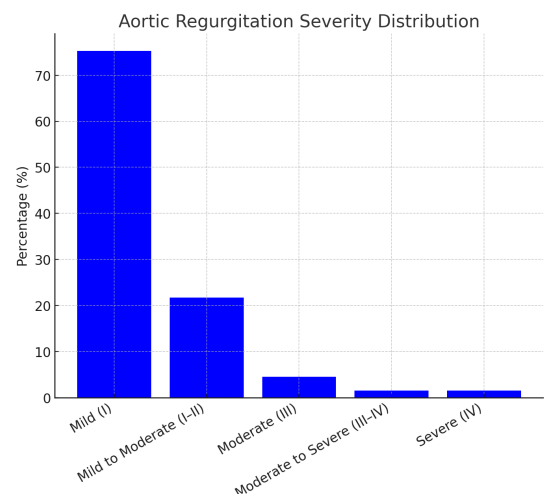 Aortic Regurgitation Severity Distribution
Percentage (%)
70
60
50
40
30
20
10
0
Mild (I)
Mild to Moderate (I–II)
Moderate (III)
Moderate to Severe (III–IV)
Severe (IV)